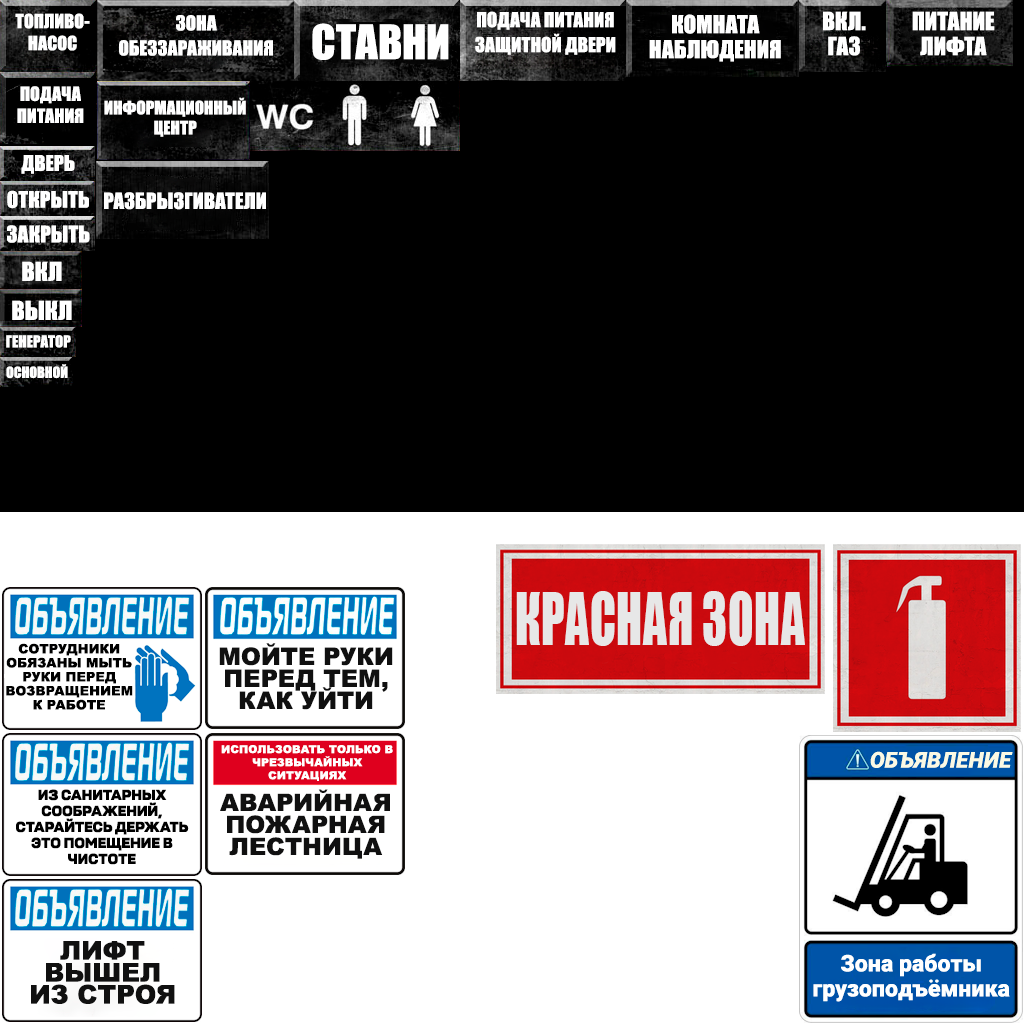 ТОПЛИВО-
НАСОС
ЗОНА
ОБЕЗЗАРАЖИВАНИЯ
СТАВНИ
ПОДАЧА ПИТАНИЯ
ЗАЩИТНОЙ ДВЕРИ
КОМНАТА
НАБЛЮДЕНИЯ
ВКЛ.
ГАЗ
ПИТАНИЕ
ЛИФТА
ПОДАЧА
ПИТАНИЯ
ИНФОРМАЦИОННЫЙ
ЦЕНТР
WC
ДВЕРЬ
ОТКРЫТЬ
РАЗБРЫЗГИВАТЕЛИ
ЗАКРЫТЬ
ВКЛ
ВЫКЛ
ГЕНЕРАТОР
ОСНОВНОЙ
КРАСНАЯ ЗОНА
ОБЪЯВЛЕНИЕ
СОТРУДНИКИ
ОБЯЗАНЫ МЫТЬ
РУКИ ПЕРЕД
ВОЗВРАЩЕНИЕМ
К РАБОТЕ
ОБЪЯВЛЕНИЕ
МОЙТЕ РУКИ
ПЕРЕД ТЕМ,
КАК УЙТИ
ОБЪЯВЛЕНИЕ
ИЗ САНИТАРНЫХ
СООБРАЖЕНИЙ,
СТАРАЙТЕСЬ ДЕРЖАТЬ
ЭТО ПОМЕЩЕНИЕ В
ЧИСТОТЕ
ИСПОЛЬЗОВАТЬ ТОЛЬКО В
ЧРЕЗВЫЧАЙНЫХ
СИТУАЦИЯХ
АВАРИЙНАЯ
ПОЖАРНАЯ
ЛЕСТНИЦА
ОБЪЯВЛЕНИЕ
Зона работы
грузоподъёмника
ОБЪЯВЛЕНИЕ
ЛИФТ
ВЫШЕЛ
ИЗ СТРОЯ